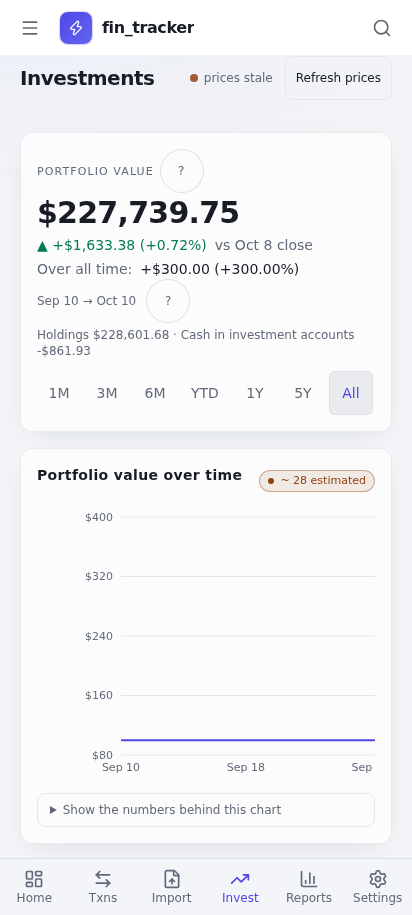 fin_tracker
Investments
prices stale
Refresh prices
PORTFOLIO VALUE ?
$227,739.75
▲ +$1,633.38 (+0.72%) vs Oct 8 close
Over all time: +$300.00 (+300.00%)
Sep 10 → Oct 10 ?
Holdings $228,601.68 · Cash in investment accounts
-$861.93
1M 3M 6M YTD 1Y 5Y All
Portfolio value over time
~ 28 estimated
$400
$320
$240
$160
$80
Sep 10 Sep 18 Sep
▶ Show the numbers behind this chart
Home Txns Import Invest Reports Settings